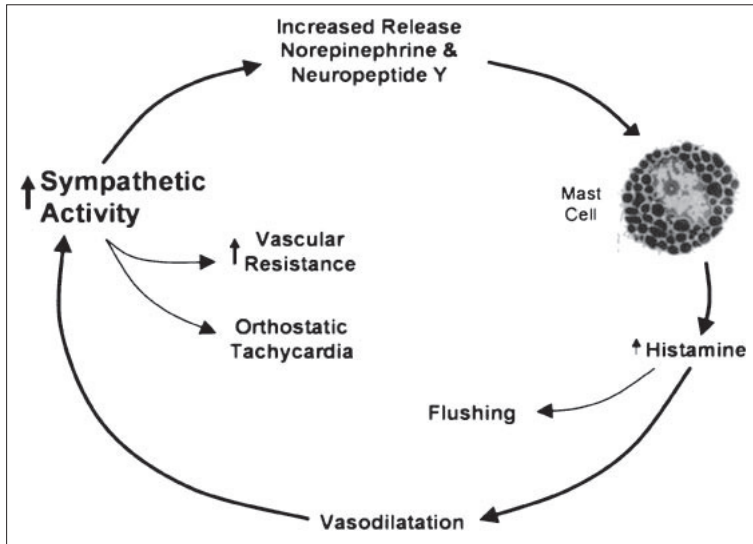 Increased Release
Norepinephrine &
Neuropeptide Y
Mast
Cell
↑ Histamine
Flushing
Vasodilatation
↑ Sympathetic
Activity
↑ Vascular
Resistance
Orthostatic
Tachycardia